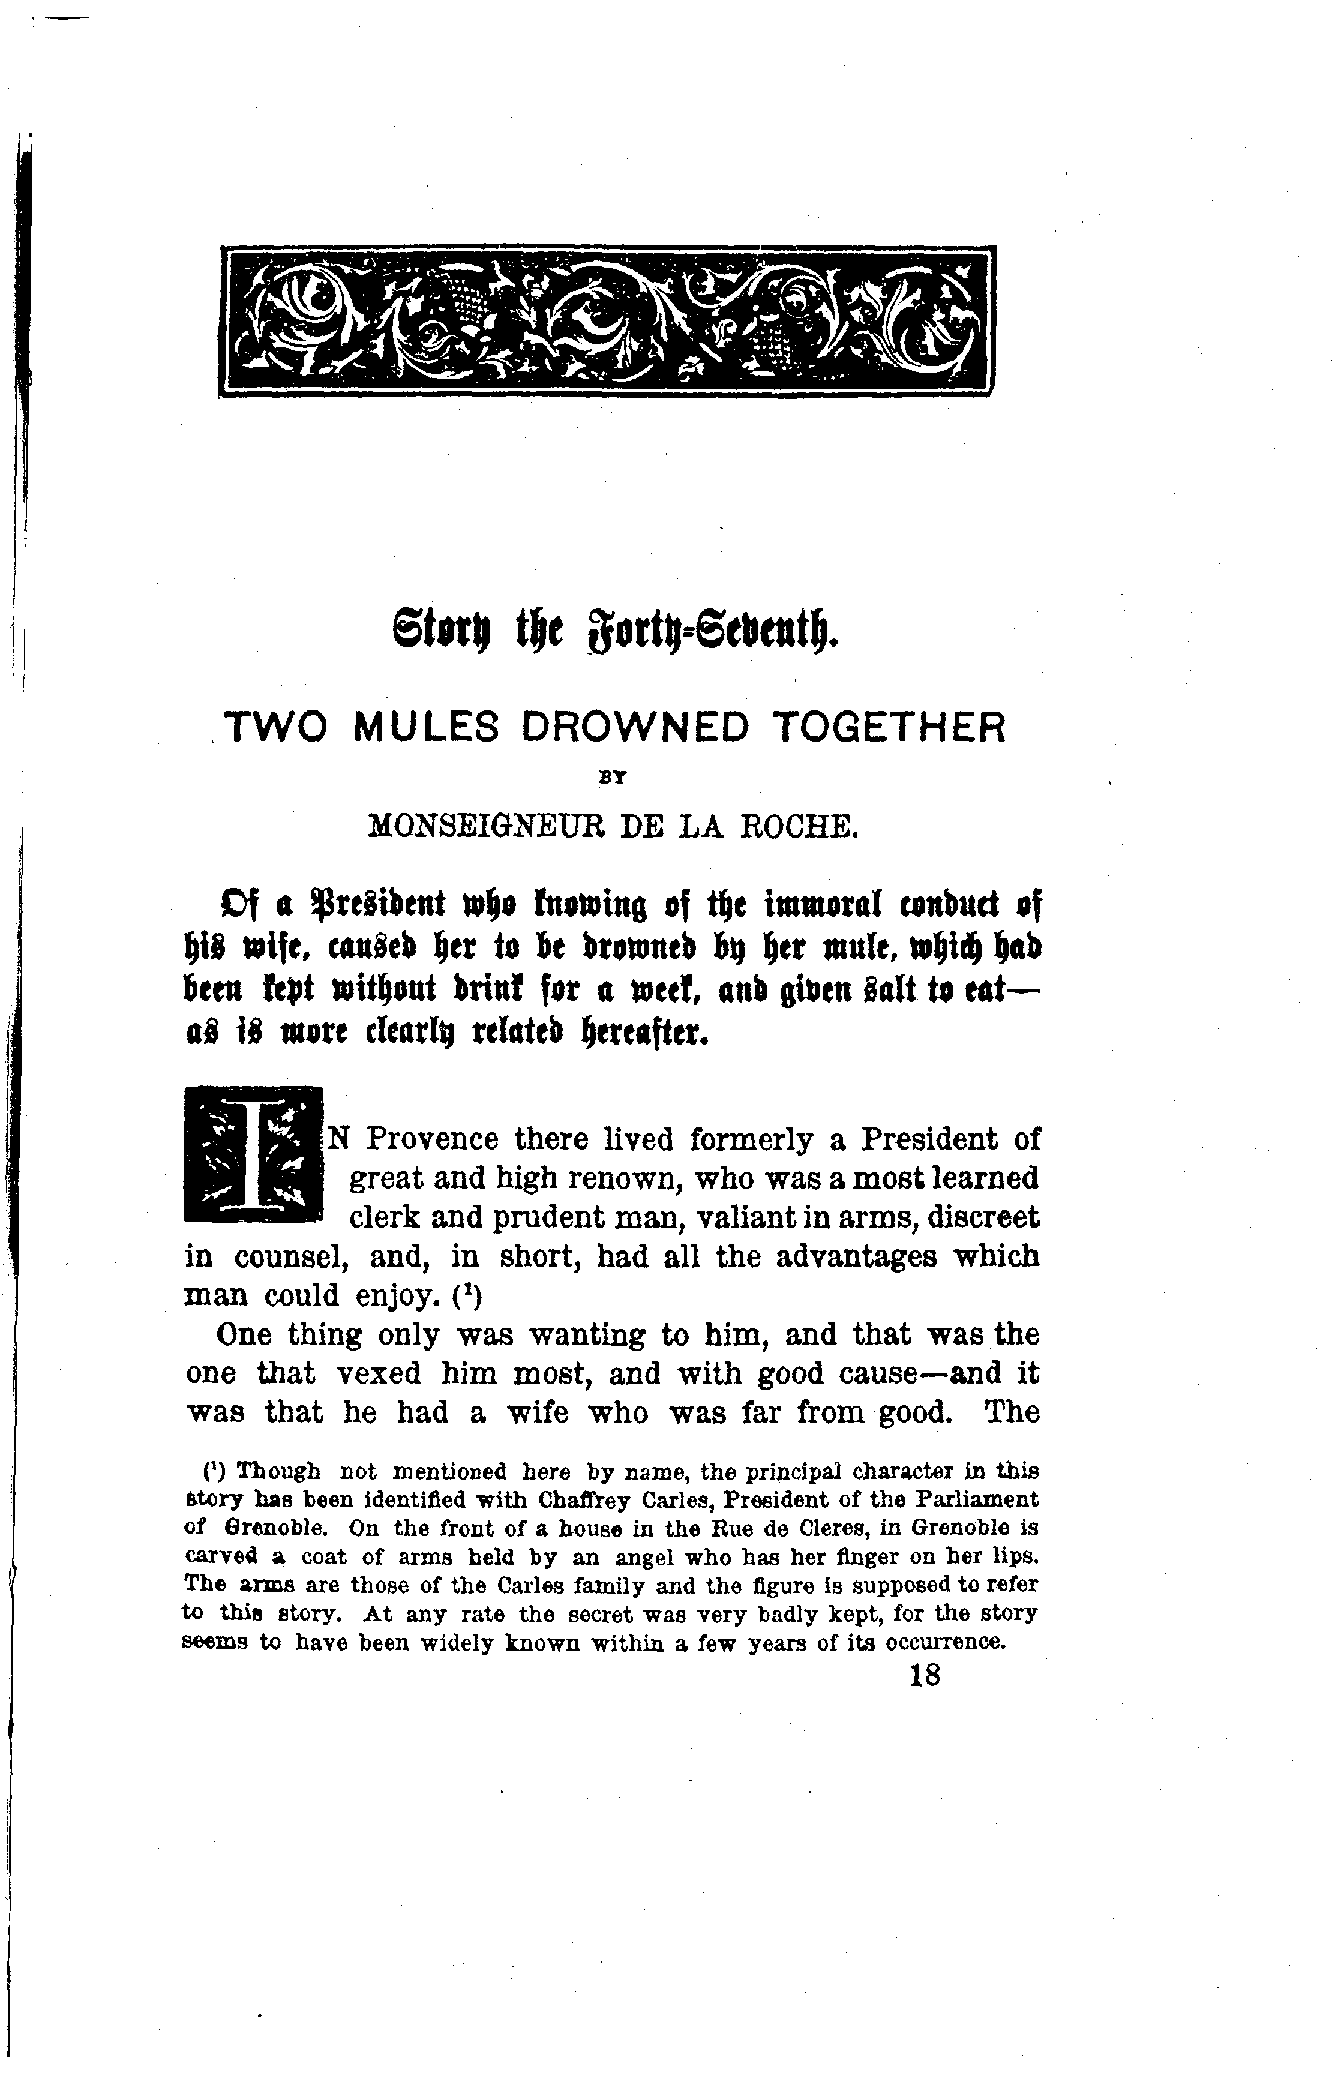 Story the Forty-Seventh.
TWO MULES DROWNED TOGETHER
BY
MONSEIGNEUR DE LA ROCHE.
Of a President who knowing of the immoral conduct of
his wife, caused her to be drowned by her mule, which had
been kept without drink for a week, and given salt to eat—
as is more clearly related hereafter.
IN Provence there lived formerly a President of
great and high renown, who was a most learned
clerk and prudent man, valiant in arms, discreet
in counsel, and, in short, had all the advantages which
man could enjoy. (¹)
One thing only was wanting to him, and that was the
one that vexed him most, and with good cause—and it
was that he had a wife who was far from good. The
(¹) Though not mentioned here by name, the principal character in this
story has been identified with Chaffrey Carles, President of the Parliament
of Grenoble. On the front of a house in the Rue de Cleres, in Grenoble is
carved a coat of arms held by an angel who has her finger on her lips.
The arms are those of the Carles family and the figure is supposed to refer
to this story. At any rate the secret was very badly kept, for the story
seems to have been widely known within a few years of its occurrence.
18